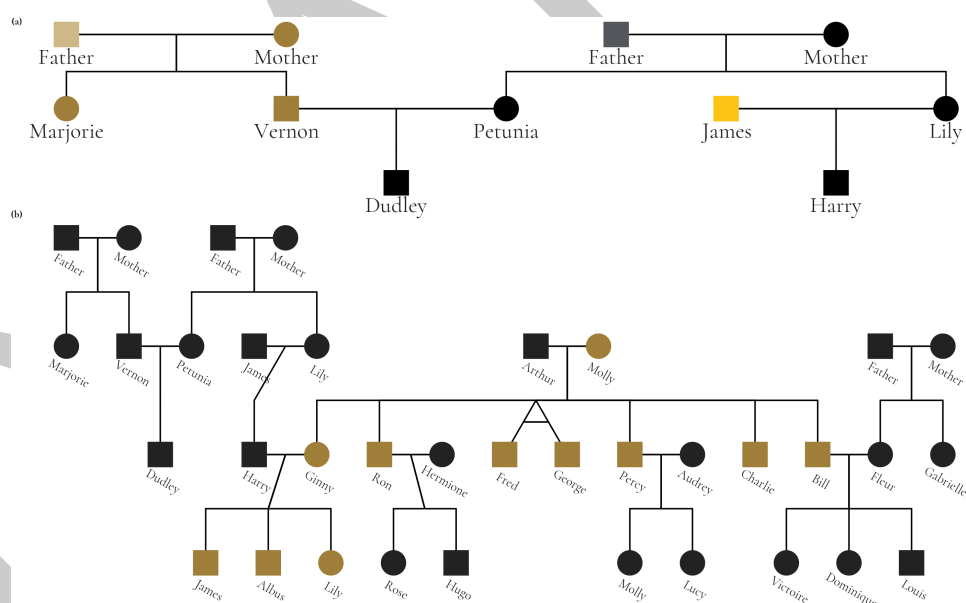 (a)
Father Mother Father Mother
Marjorie Vernon Petunia James Lily
Dudley Harry
(b)
Father Mother Father Mother
Marjorie Vernon Petunia James Lily Arthur Molly Father Mother
Dudley Harry Ginny Ron Hermione Fred George Percy Audrey Charlie Bill Fleur Gabrielle
James Albus Lily Rose Hugo Molly Lucy Victoire Dominique Louis